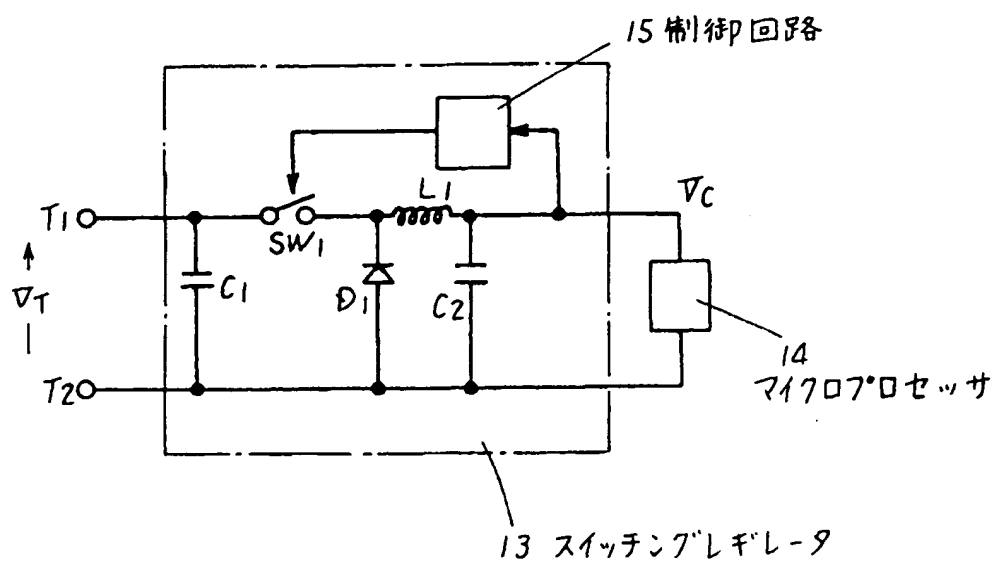 15 制御回路
L1
VC
T1
SW1
VT
C1
D1
C2
14
マイクロプロセッサ
T2
13 スイッチングレギレータ